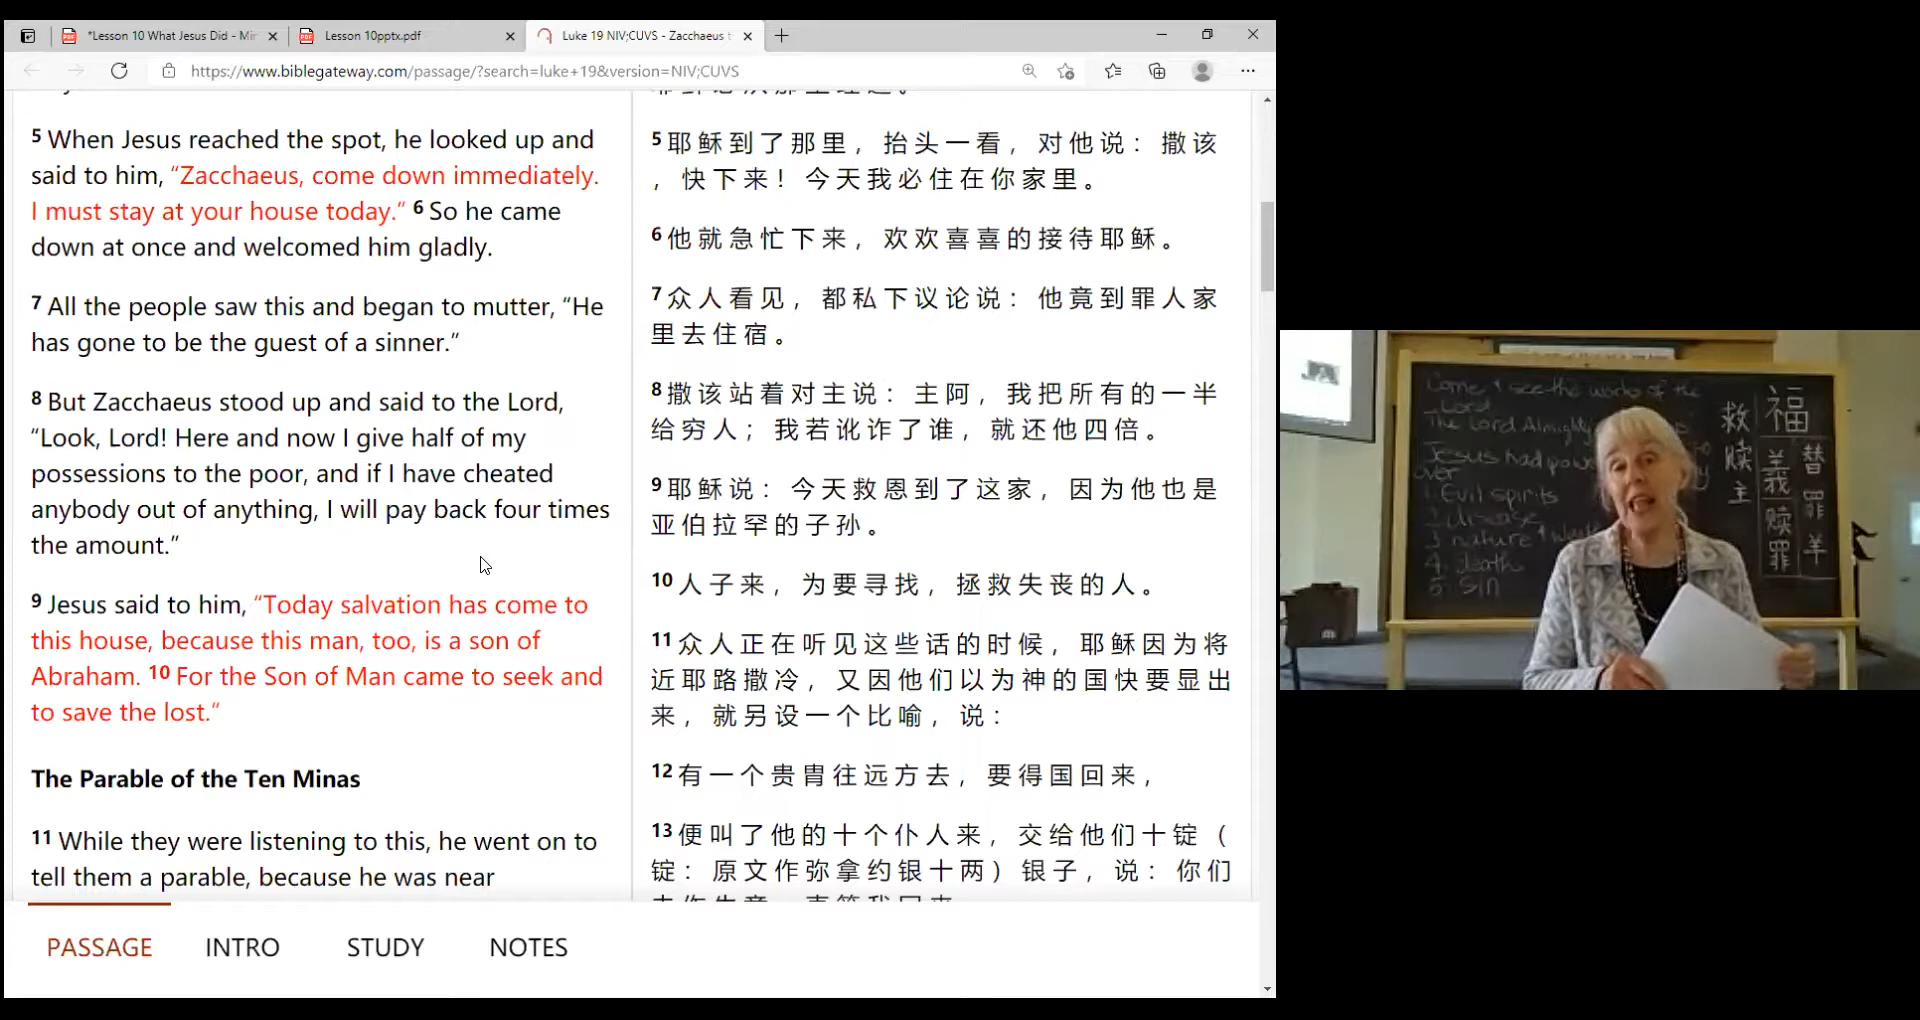 *Lesson 10 What Jesus Did - Mi
Lesson 10pptx.pdf
Luke 19 NIV;CUVS - Zacchaeus t
https://www.biblegateway.com/passage/?search=luke+19&version=NIV;CUVS
5 When Jesus reached the spot, he looked up and
said to him, “Zacchaeus, come down immediately.
I must stay at your house today.” 6 So he came
down at once and welcomed him gladly.
7 All the people saw this and began to mutter, “He
has gone to be the guest of a sinner.”
8 But Zacchaeus stood up and said to the Lord,
“Look, Lord! Here and now I give half of my
possessions to the poor, and if I have cheated
anybody out of anything, I will pay back four times
the amount.”
9 Jesus said to him, “Today salvation has come to
this house, because this man, too, is a son of
Abraham. 10 For the Son of Man came to seek and
to save the lost.”
The Parable of the Ten Minas
11 While they were listening to this, he went on to
tell them a parable, because he was near
5 耶稣到了那里，抬头一看，对他说：撒该
，快下来！今天我必住在你家里。
6 他就急忙下来，欢欢喜喜的接待耶稣。
7 众人看见，都私下议论说：他竟到罪人家
里去住宿。
8 撒该站着对主说：主阿，我把所有的一半
给穷人；我若讹诈了谁，就还他四倍。
9 耶稣说：今天救恩到了这家，因为他也是
亚伯拉罕的子孙。
10 人子来，为要寻找，拯救失丧的人。
11 众人正在听见这些话的时候，耶稣因为将
近耶路撒冷，又因他们以为神的国快要显出
来，就另设一个比喻，说：
12 有一个贵胄往远方去，要得国回来，
13 便叫了他的十个仆人来，交给他们十锭（
锭：原文作弥拿约银十两）银子，说：你们
PASSAGE
INTRO
STUDY
NOTES
Come + see the works of the
Lord
The Lord Almighty
Jesus had pow
over
1. Evil spirits
2. disease
3. nature +
4. death
5. Sin
救赎主
福
義
贖罪
替罪羊